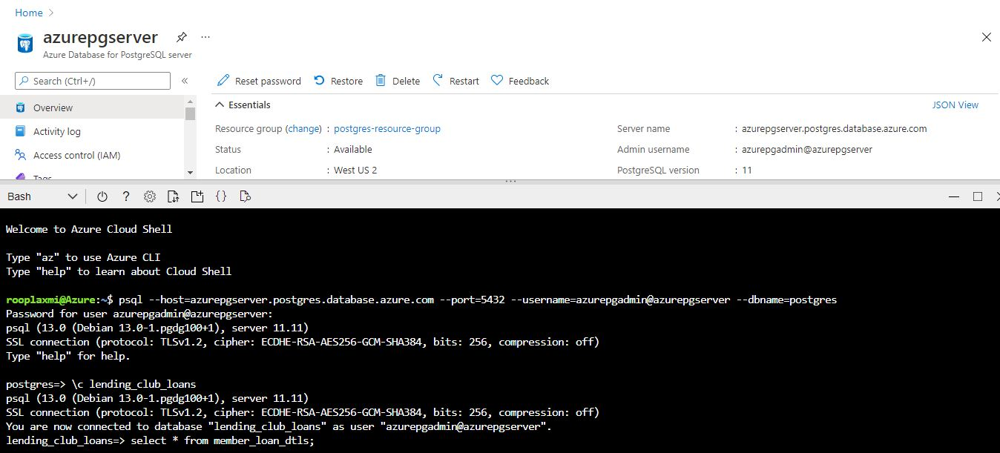 Home >
azurepgserver ...
Azure Database for PostgreSQL server
Search (Ctrl+/) «
Reset password Restore Delete Restart Feedback
Overview
Activity log
Access control (IAM)
Tags
Essentials JSON View
Resource group (change) : postgres-resource-group
Status : Available
Location : West US 2
Server name : azurepgserver.postgres.database.azure.com
Admin username : azurepgadmin@azurepgserver
PostgreSQL version : 11
Bash ? {}
Welcome to Azure Cloud Shell
Type "az" to use Azure CLI
Type "help" to learn about Cloud Shell
rooplaxmi@Azure:~$ psql --host=azurepgserver.postgres.database.azure.com --port=5432 --username=azurepgadmin@azurepgserver --dbname=postgres
Password for user azurepgadmin@azurepgserver:
psql (13.0 (Debian 13.0-1.pgdg100+1), server 11.11)
SSL connection (protocol: TLSv1.2, cipher: ECDHE-RSA-AES256-GCM-SHA384, bits: 256, compression: off)
Type "help" for help.
postgres=> \c lending_club_loans
psql (13.0 (Debian 13.0-1.pgdg100+1), server 11.11)
SSL connection (protocol: TLSv1.2, cipher: ECDHE-RSA-AES256-GCM-SHA384, bits: 256, compression: off)
You are now connected to database "lending_club_loans" as user "azurepgadmin@azurepgserver".
lending_club_loans=> select * from member_loan_dtls;